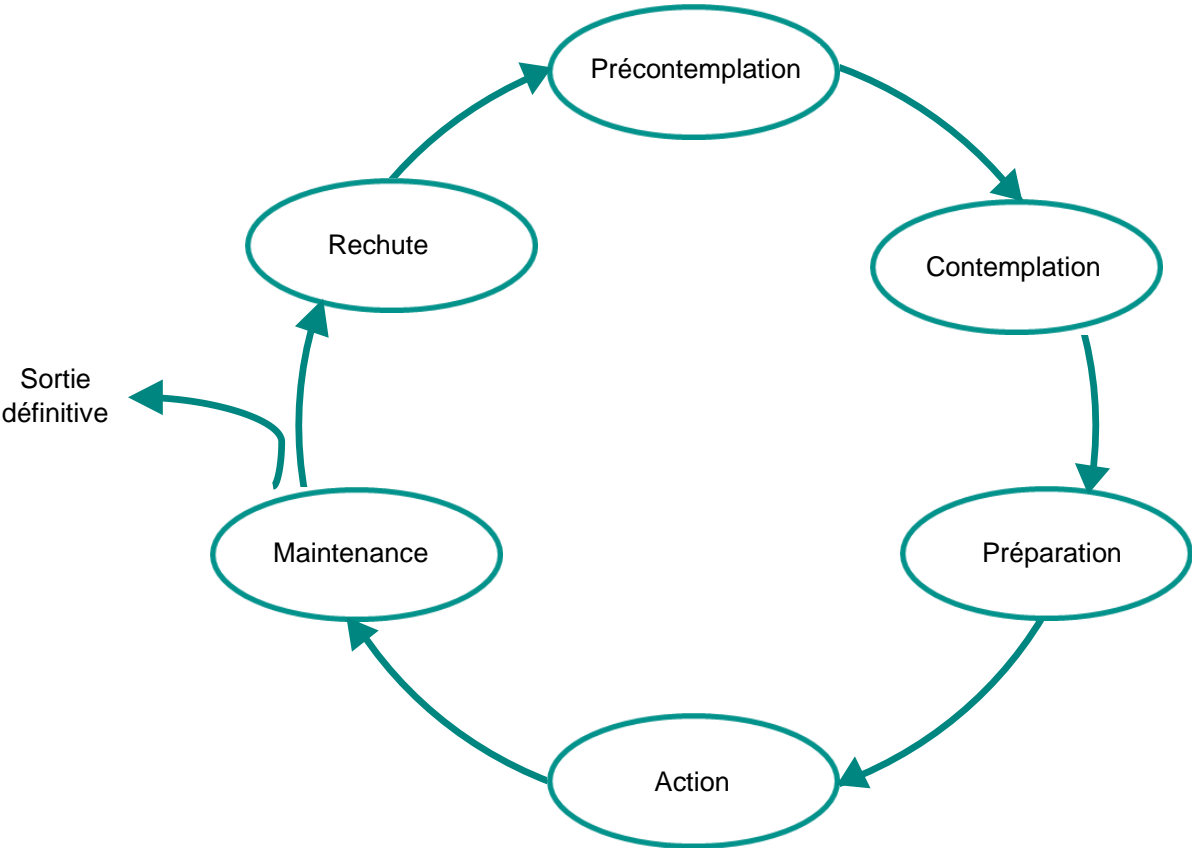 Précontemplation
Contemplation
Préparation
Action
Maintenance
Rechute
Sortie
définitive